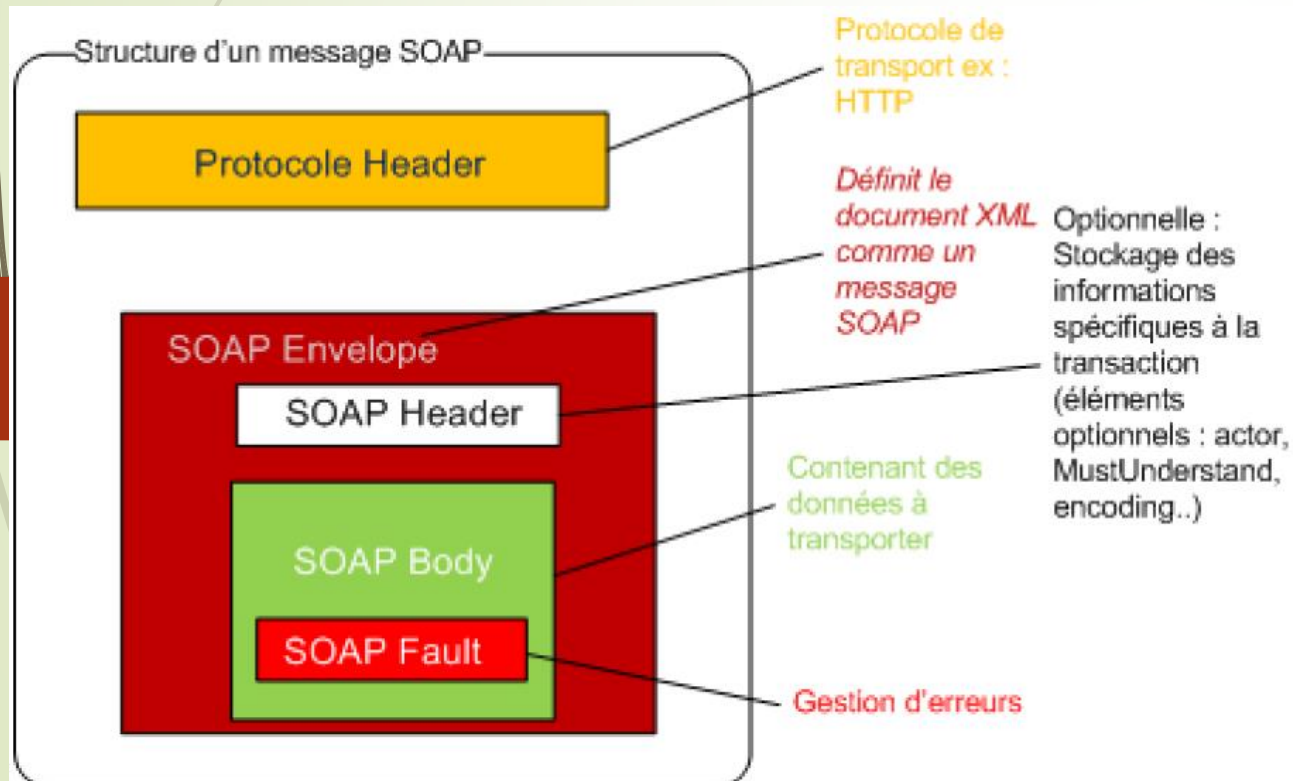 Structure d'un message SOAP
Protocole Header
Protocole de
transport ex :
HTTP
SOAP Envelope
Définit le
document XML
comme un
message
SOAP
SOAP Header
Optionnelle :
Stockage des
informations
spécifiques à la
transaction
(éléments
optionnels : actor,
MustUnderstand,
encoding..)
SOAP Body
Contenant des
données à
transporter
SOAP Fault
Gestion d'erreurs